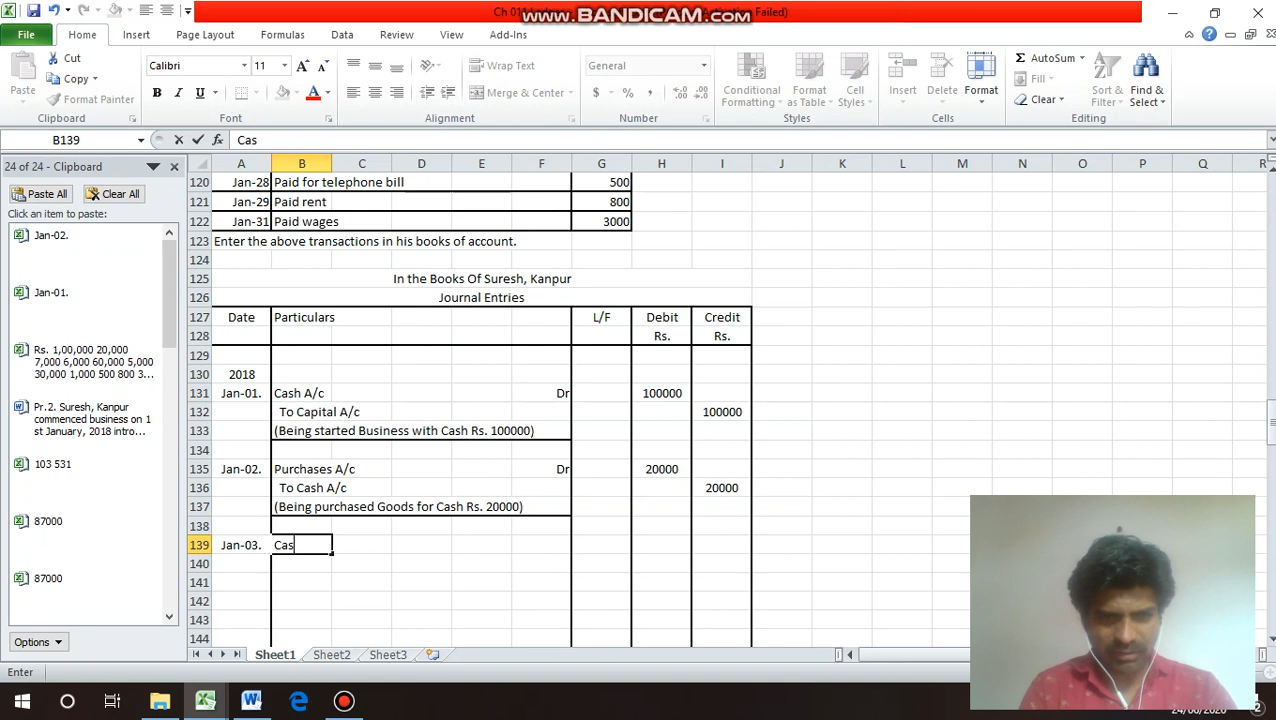 www.BANDICAM.com
Activation Failed)
File Home Insert Page Layout Formulas Data Review View Add-Ins
Paste
Cut
Copy
Format Painter
Clipboard
Calibri 11
B I U
Font
Wrap Text
Merge & Center
Alignment
General
$ % ,
Number
Conditional Formatting
Format as Table
Cell Styles
Styles
Insert
Delete
Format
Cells
AutoSum
Fill
Clear
Sort & Filter
Find & Select
Editing
B139 fx Cas
24 of 24 - Clipboard
Paste All Clear All
Click an item to paste:
Jan-02.
Jan-01.
Rs. 1,00,000 20,000
7,000 6,000 60,000 5,000
30,000 1,000 500 800 3...
Pr.2. Suresh, Kanpur
commenced business on 1
st January, 2018 intro...
103 531
87000
87000
Options
A B C D E F G H I J K L M N O P Q R
120 Jan-28 Paid for telephone bill 500
121 Jan-29 Paid rent 800
122 Jan-31 Paid wages 3000
123 Enter the above transactions in his books of account.
124
125 In the Books Of Suresh, Kanpur
126 Journal Entries
127 Date Particulars L/F Debit Credit
128 Rs. Rs.
129
130 2018
131 Jan-01. Cash A/c Dr 100000
132 To Capital A/c 100000
133 (Being started Business with Cash Rs. 100000)
134
135 Jan-02. Purchases A/c Dr 20000
136 To Cash A/c 20000
137 (Being purchased Goods for Cash Rs. 20000)
138
139 Jan-03. Cas
140
141
142
143
144
Sheet1 Sheet2 Sheet3
Enter